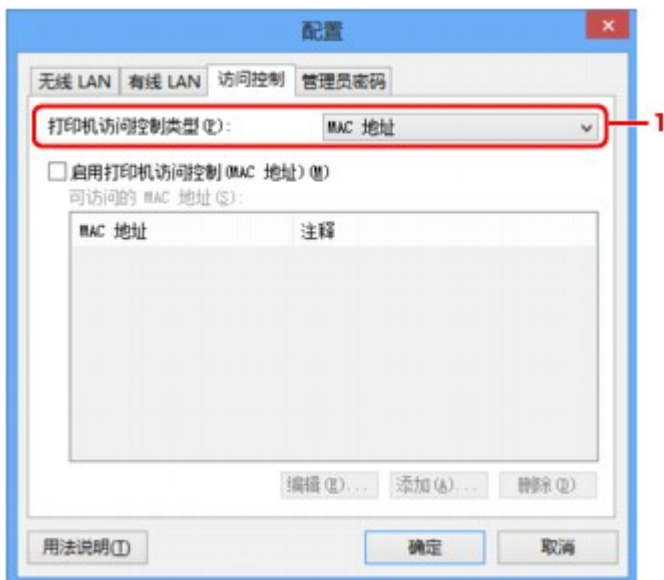 配置
无线 LAN 有线 LAN 访问控制 管理员密码
打印机访问控制类型(P): MAC 地址 1
启用打印机访问控制(MAC 地址)(M)
可访问的 MAC 地址(S):
MAC 地址 注释
编辑(E)... 添加(A)... 删除(D)
用法说明(I) 确定 取消